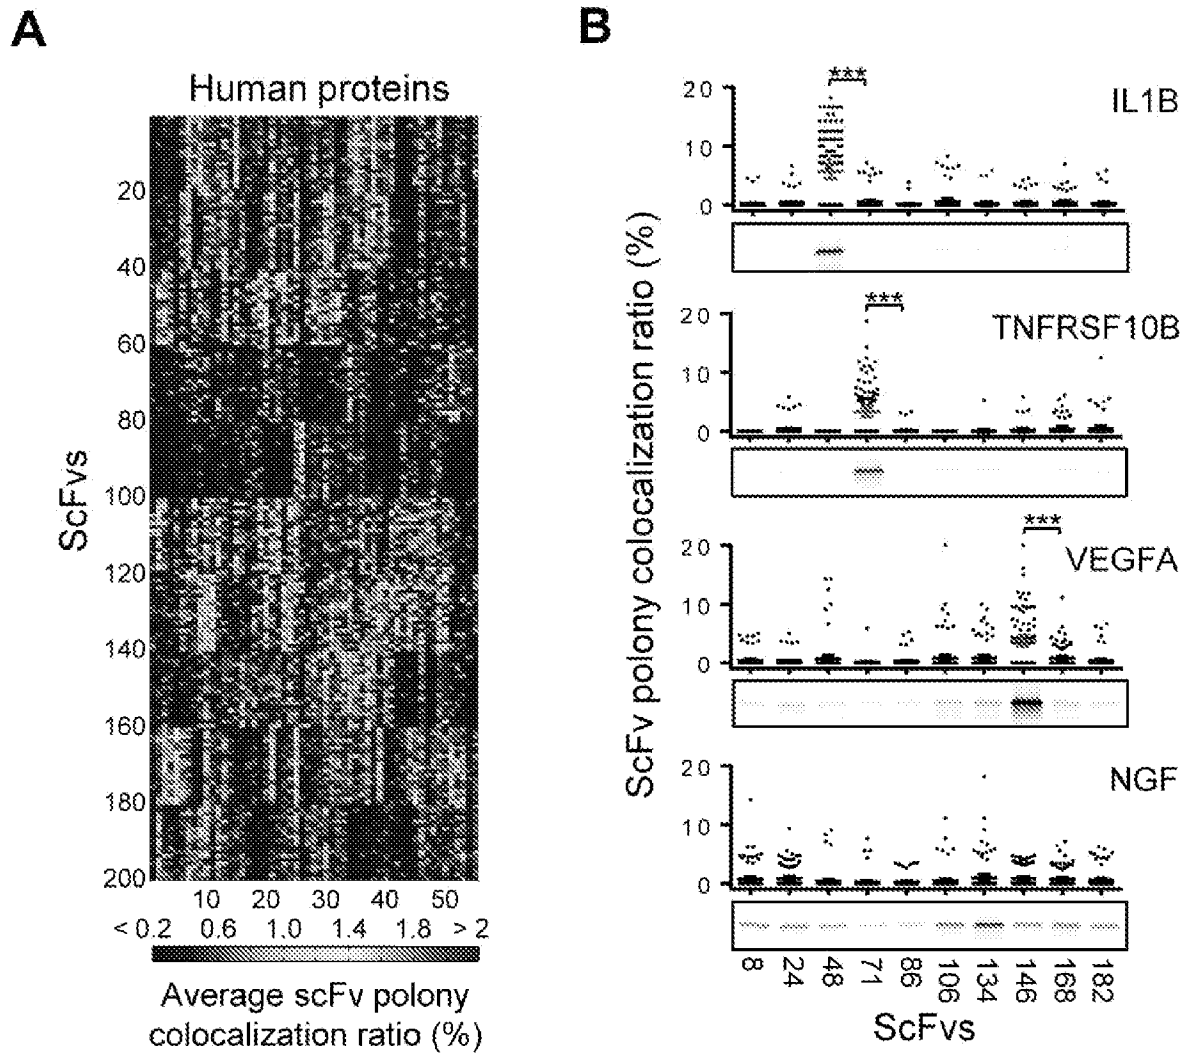 A
Human proteins
ScFvs
20
40
60
80
100
120
140
160
180
200
10 20 30 40 50
< 0.2 0.6 1.0 1.4 1.8 > 2
Average scFv polony
colocalization ratio (%)
B
ScFv polony colocalization ratio (%)
***
IL1B
20
10
0
***
TNFRSF10B
20
10
0
***
VEGFA
20
10
0
NGF
20
10
0
8 24 48 71 86 106 134 146 168 182
ScFvs